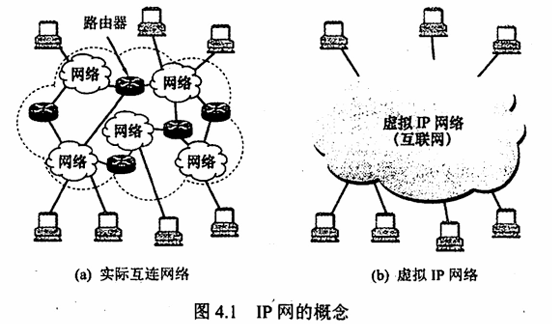 路由器
网络
网络
网络
网络
网络
虚拟 IP 网络
(互联网)
(a) 实际互连网络
(b) 虚拟 IP 网络
图 4.1 IP 网的概念